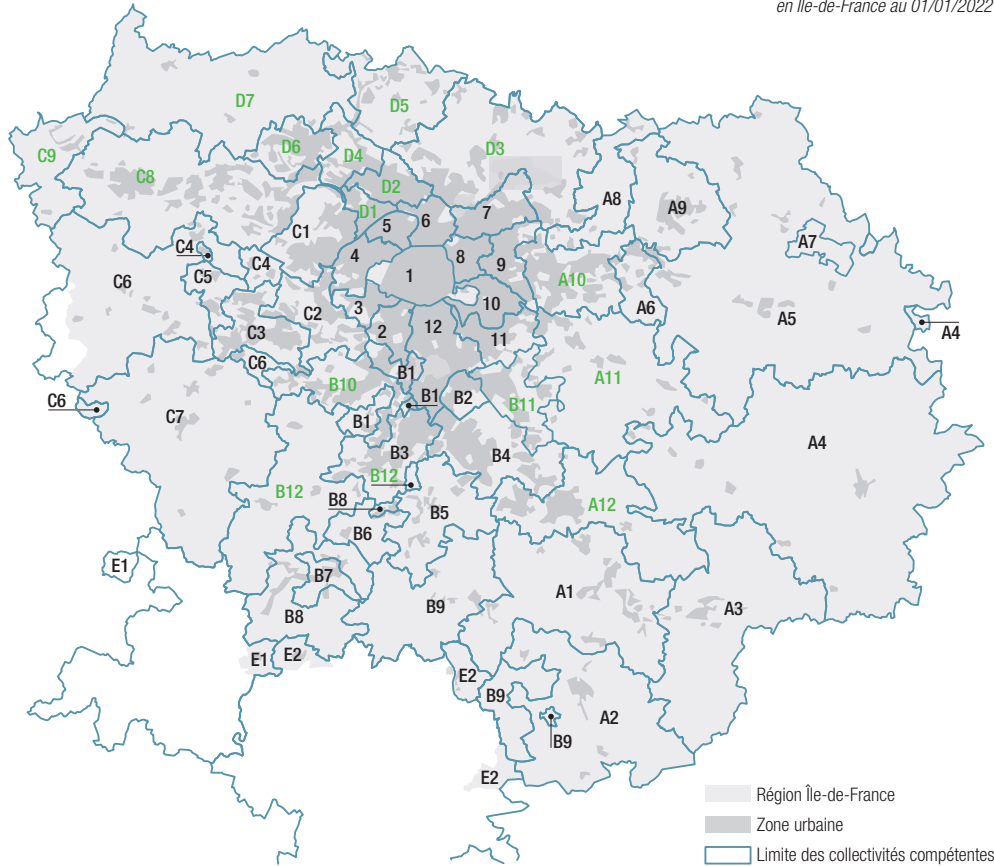 en Île-de-France au 01/01/2022
D7
D5
D6
D4
D3
C9
C8
D2
A8
A9
D1
5
6
7
C1
A7
C4
4
8
9
C6
C5
C4
1
A10
A6
A5
10
C2
3
A4
C3
2
12
11
C6
B1
A11
B10
B1
B2
B11
C6
C7
B1
A4
B3
B4
B12
B12
B8
B5
A12
B6
E1
B7
A1
B9
A3
B8
E1
E2
E2
B9
A2
B9
E2
Région Île-de-France
Zone urbaine
Limite des collectivités compétentes